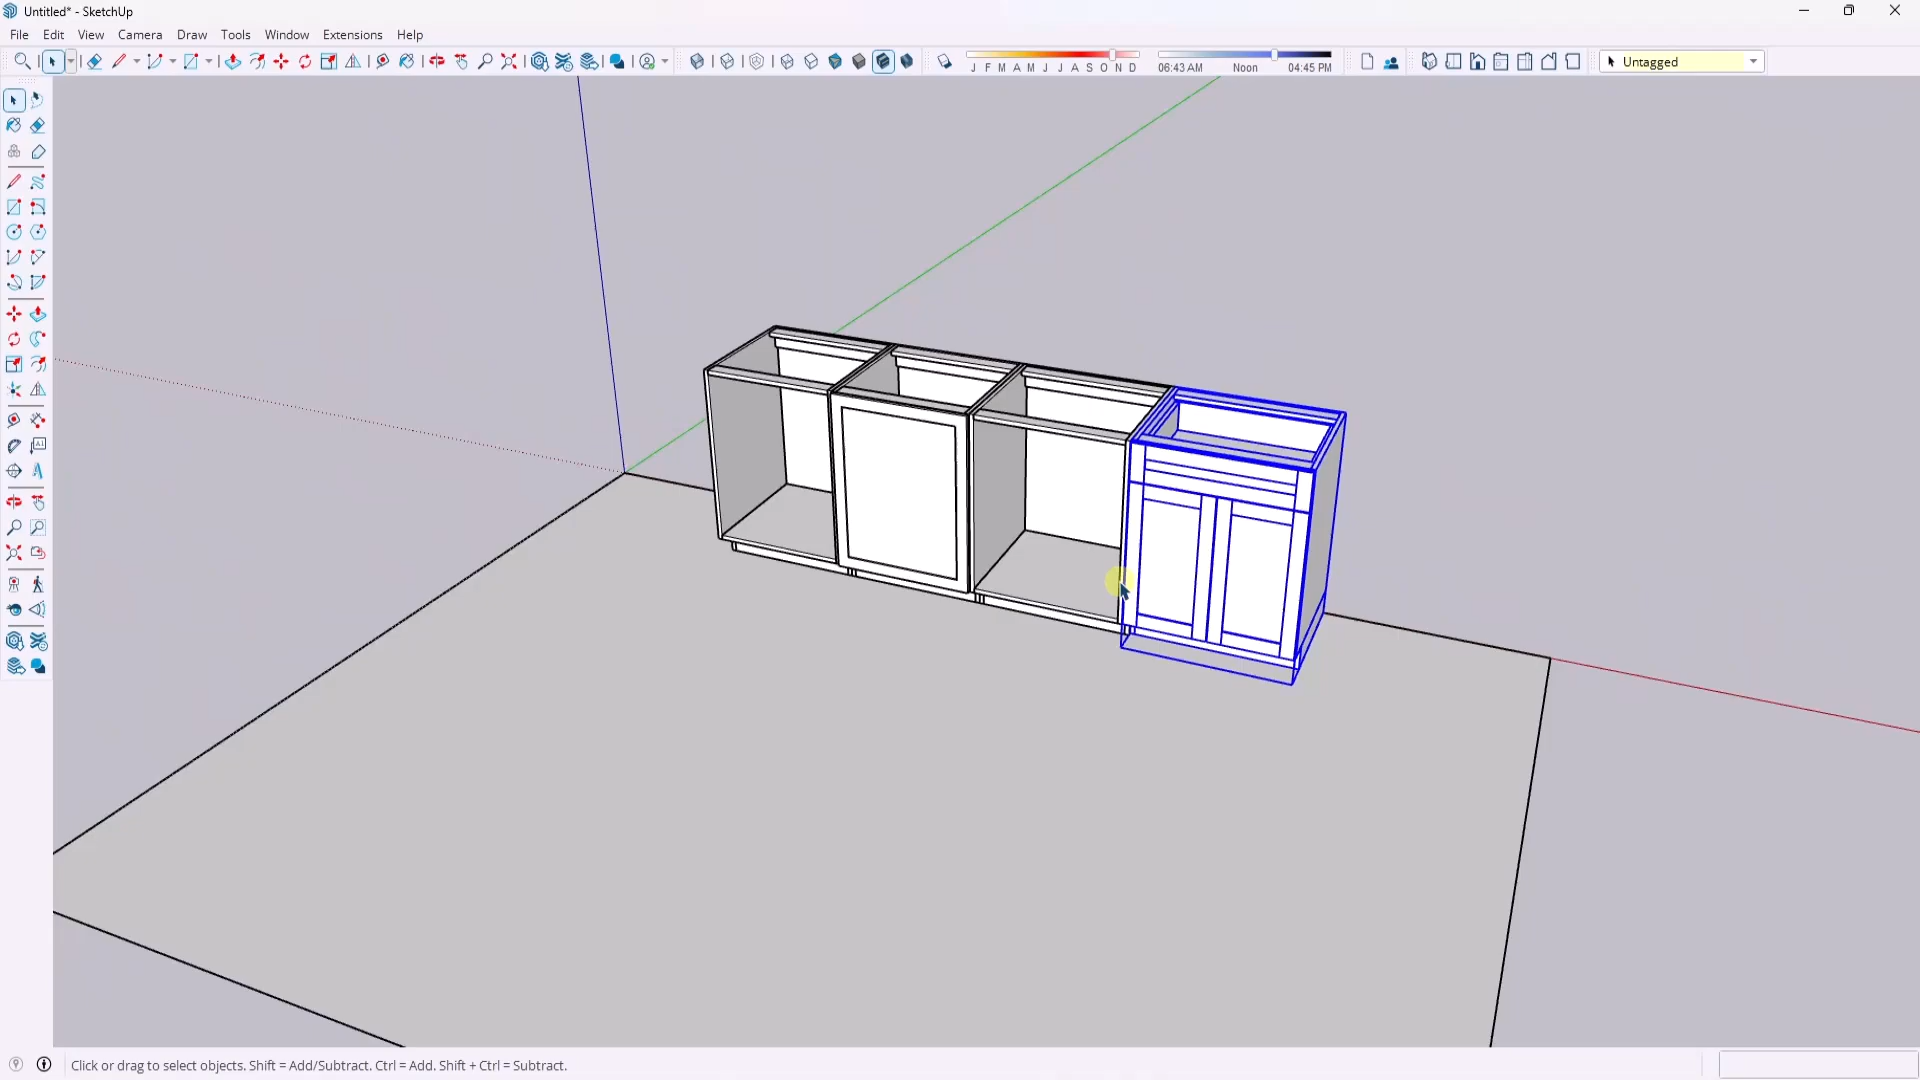 Untitled* - SketchUp
File Edit View Camera Draw Tools Window Extensions Help
J F M A M J J A S O N D
06:43 AM Noon 04:45 PM
Untagged
Click or drag to select objects. Shift = Add/Subtract. Ctrl = Add. Shift + Ctrl = Subtract.